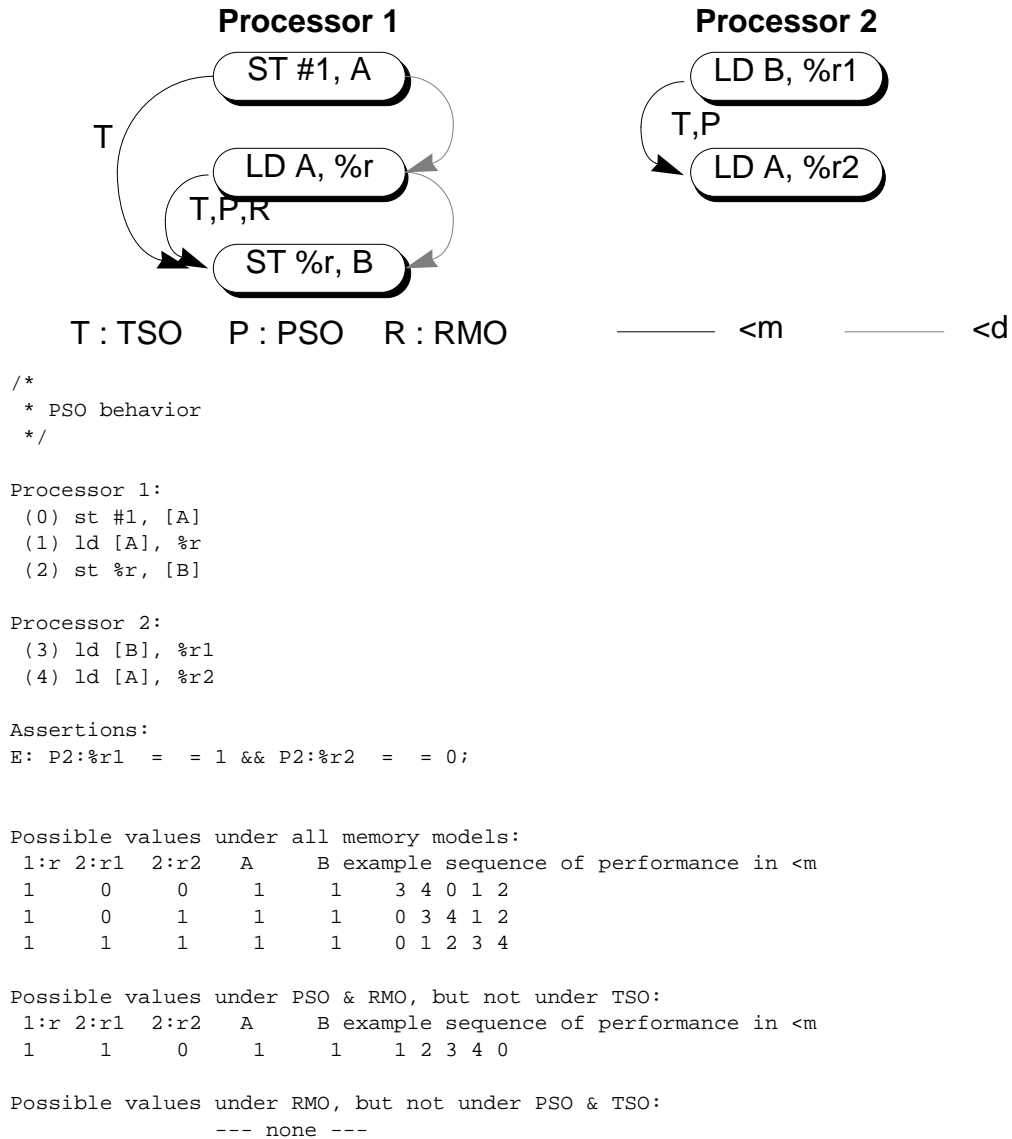 Processor 1 Processor 2
ST #1, A LD B, %r1
T T,P
LD A, %r LD A, %r2
T,P,R
ST %r, B
T : TSO P : PSO R : RMO <m <d
/*
 * PSO behavior
 */
Processor 1:
 (0) st #1, [A]
 (1) ld [A], %r
 (2) st %r, [B]
Processor 2:
 (3) ld [B], %r1
 (4) ld [A], %r2
Assertions:
E: P2:%r1 = = 1 && P2:%r2 = = 0;
Possible values under all memory models:
 1:r 2:r1 2:r2 A B example sequence of performance in <m
 1 0 0 1 1 3 4 0 1 2
 1 0 1 1 1 0 3 4 1 2
 1 1 1 1 1 0 1 2 3 4
Possible values under PSO & RMO, but not under TSO:
 1:r 2:r1 2:r2 A B example sequence of performance in <m
 1 1 0 1 1 1 2 3 4 0
Possible values under RMO, but not under PSO & TSO:
 --- none ---